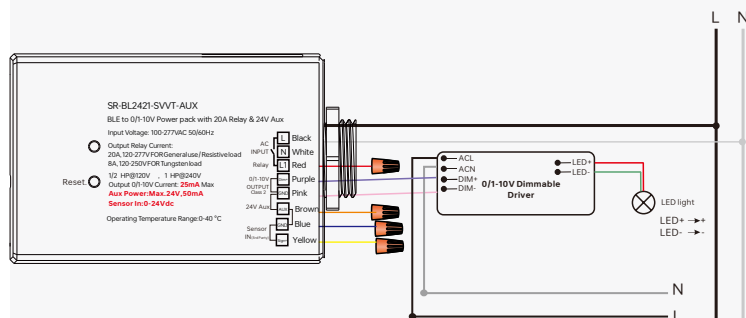 L N
SR-BL2421-SVVT-AUX
BLE to 0/1-10V Power pack with 20A Relay & 24V Aux
Input Voltage: 100-277VAC 50/60Hz
Output Relay Current:
20A,120-277V FOR Generaluse / Resistiveload
8A, 120-250V FOR Tungstenload
1/2 HP@120V , 1 HP@240V
Output 0/1-10V Current: 25mA Max
Aux Power:Max.24V,50mA
Sensor In:0-24Vdc
Operating Temperature Range:0-40 °C
Reset
AC
INPUT
Relay
0/1-10V
OUTPUT
Class 2
24V Aux
Sensor
IN
L Black
N White
L1 Red
Purple
Pink
Brown
Blue
Yellow
ACL
ACN
DIM+
DIM-
0/1-10V Dimmable
Driver
LED+
LED-
LED light
LED+ →+
LED- →-
N
L